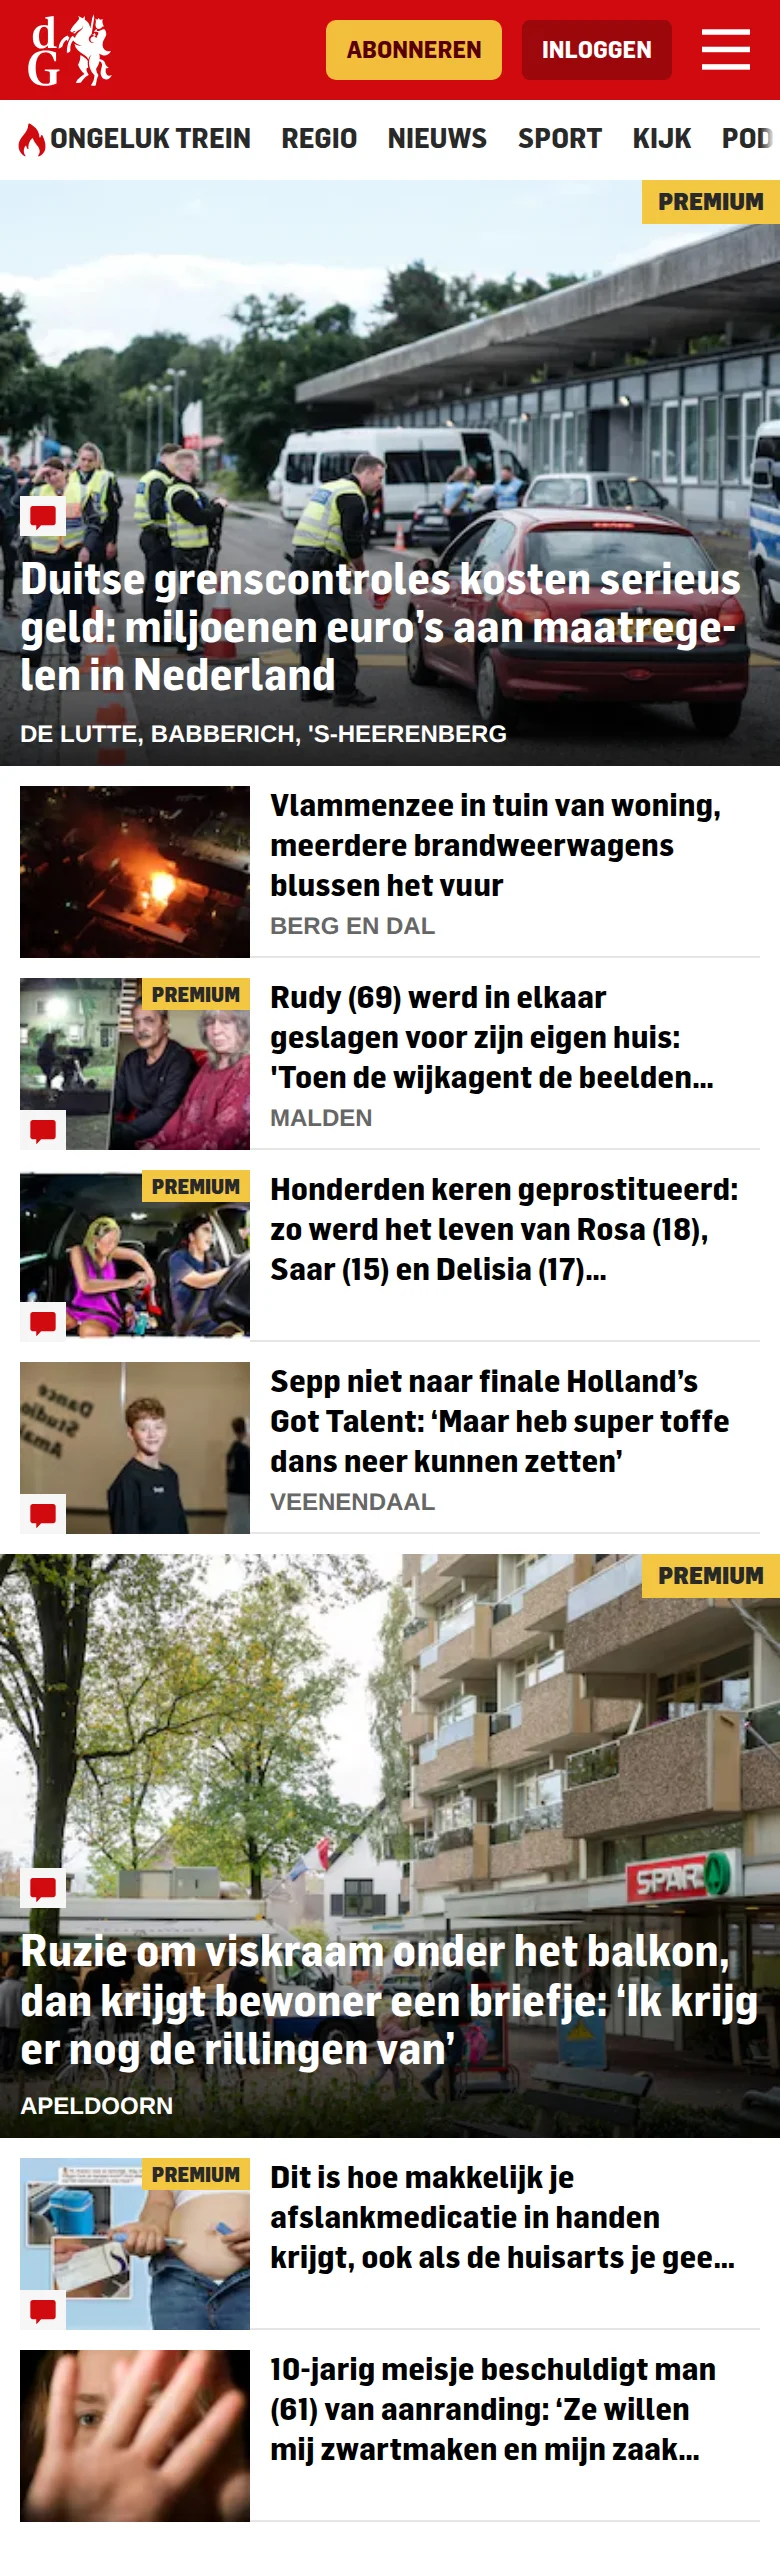 dG
ABONNEREN
INLOGGEN
ONGELUK TREIN REGIO NIEUWS SPORT KIJK POD
PREMIUM
Duitse grenscontroles kosten serieus
geld: miljoenen euro’s aan maatrege-
len in Nederland
DE LUTTE, BABBERICH, 'S-HEERENBERG
Vlammenzee in tuin van woning,
meerdere brandweerwagens
blussen het vuur
BERG EN DAL
PREMIUM
Rudy (69) werd in elkaar
geslagen voor zijn eigen huis:
'Toen de wijkagent de beelden...
MALDEN
PREMIUM
Honderden keren geprostitueerd:
zo werd het leven van Rosa (18),
Saar (15) en Delisia (17)...
Dance
Studio
Sepp niet naar finale Holland’s
Got Talent: ‘Maar heb super toffe
dans neer kunnen zetten’
VEENENDAAL
PREMIUM
SPAR
Ruzie om viskraam onder het balkon,
dan krijgt bewoner een briefje: ‘Ik krijg
er nog de rillingen van’
APELDOORN
PREMIUM
Dit is hoe makkelijk je
afslankmedicatie in handen
krijgt, ook als de huisarts je gee...
10-jarig meisje beschuldigt man
(61) van aanranding: ‘Ze willen
mij zwartmaken en mijn zaak...